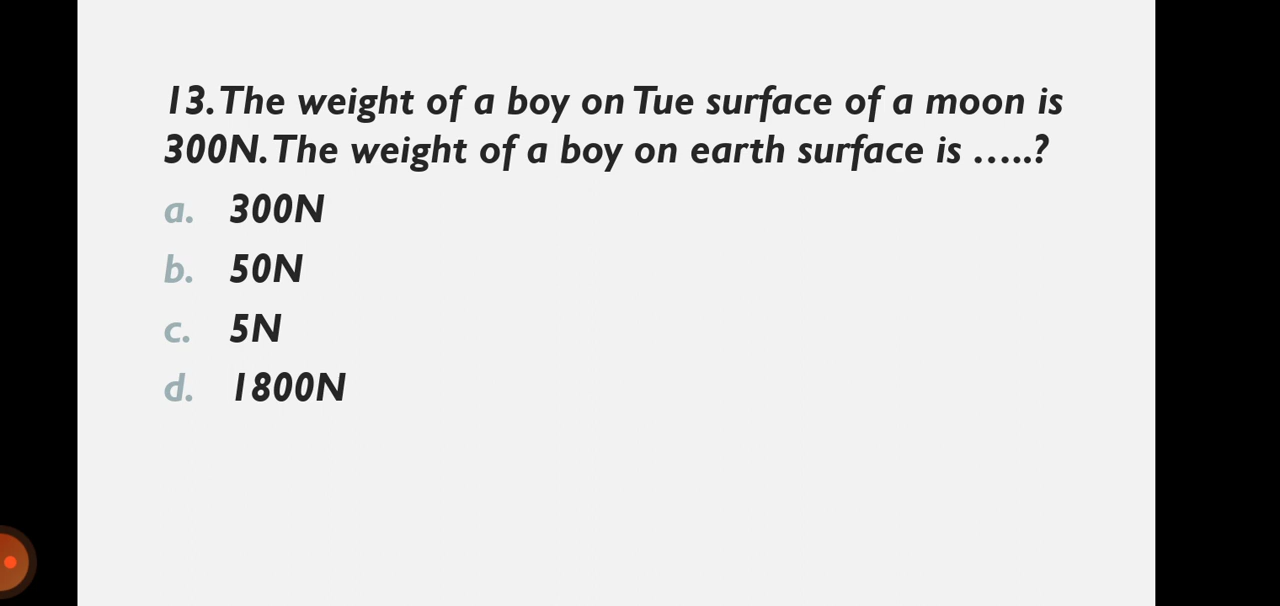 13. The weight of a boy on Tue surface of a moon is
300N. The weight of a boy on earth surface is …..?
a. 300N
b. 50N
c. 5N
d. 1800N